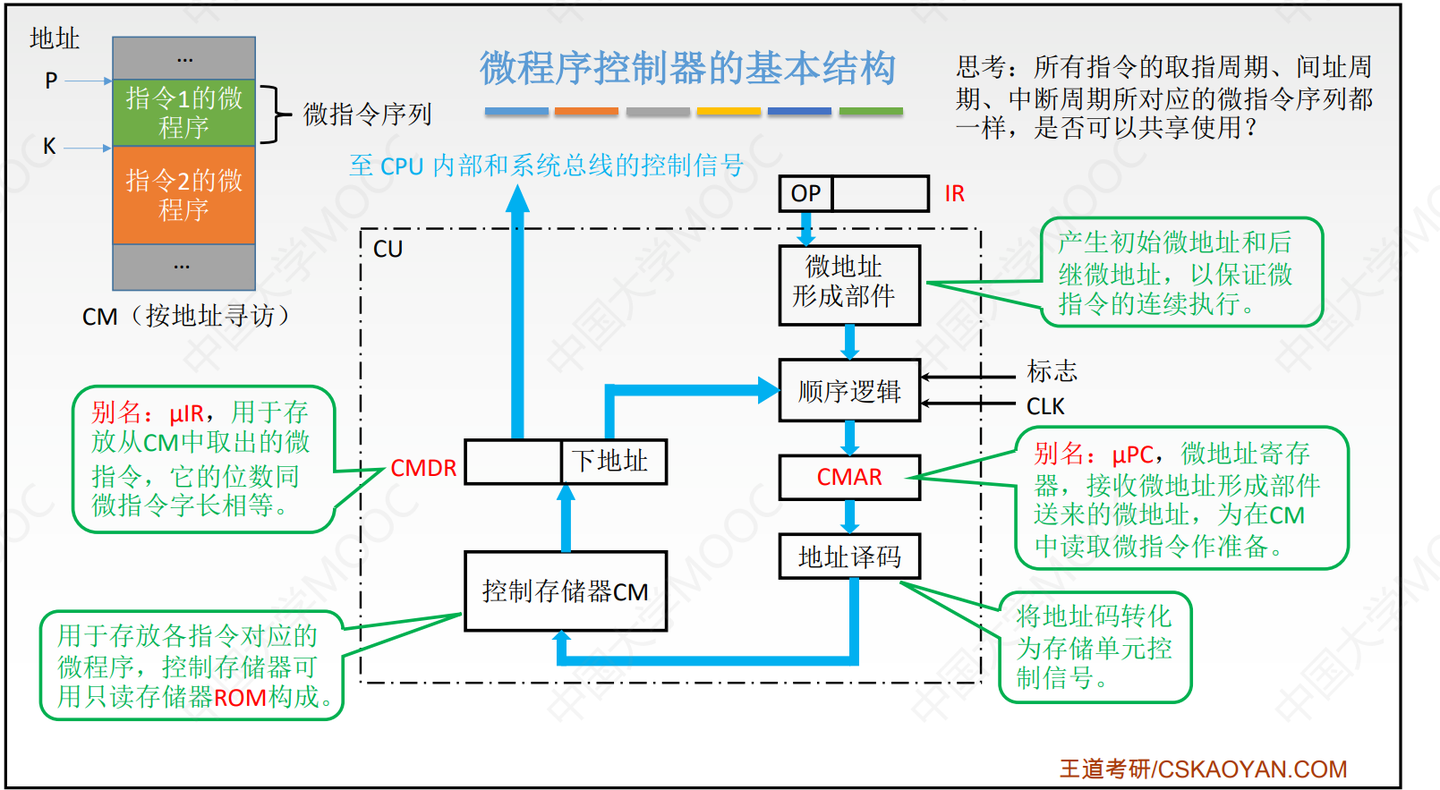 微程序控制器的基本结构
思考：所有指令的取指周期、间址周
期、中断周期所对应的微指令序列都
一样，是否可以共享使用？
地址
...
P
指令1的微
程序
微指令序列
K
指令2的微
程序
...
CM（按地址寻访）
至 CPU 内部和系统总线的控制信号
OP
IR
CU
微地址
形成部件
产生初始微地址和后
继微地址，以保证微
指令的连续执行。
顺序逻辑
标志
CLK
别名：μIR，用于存
放从CM中取出的微
指令，它的位数同
微指令字长相等。
CMDR
下地址
CMAR
别名：μPC，微地址寄存
器，接收微地址形成部件
送来的微地址，为在CM
中读取微指令作准备。
地址译码
控制存储器CM
将地址码转化
为存储单元控
制信号。
用于存放各指令对应的
微程序，控制存储器可
用只读存储器ROM构成。
王道考研/CSKAOYAN.COM
中国大学MOOC